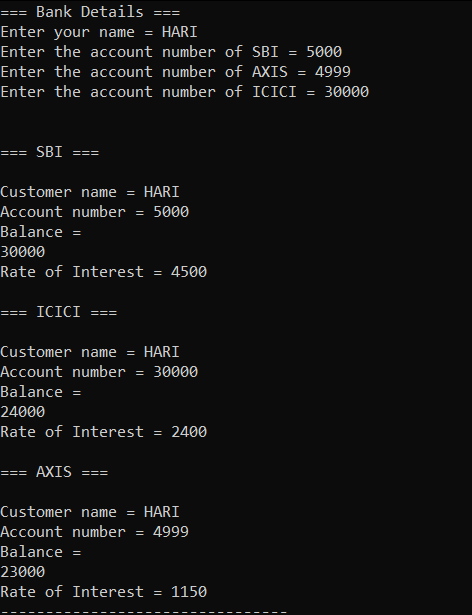 === Bank Details ===
Enter your name = HARI
Enter the account number of SBI = 5000
Enter the account number of AXIS = 4999
Enter the account number of ICICI = 30000
=== SBI ===
Customer name = HARI
Account number = 5000
Balance =
30000
Rate of Interest = 4500
=== ICICI ===
Customer name = HARI
Account number = 30000
Balance =
24000
Rate of Interest = 2400
=== AXIS ===
Customer name = HARI
Account number = 4999
Balance =
23000
Rate of Interest = 1150
--------------------------------